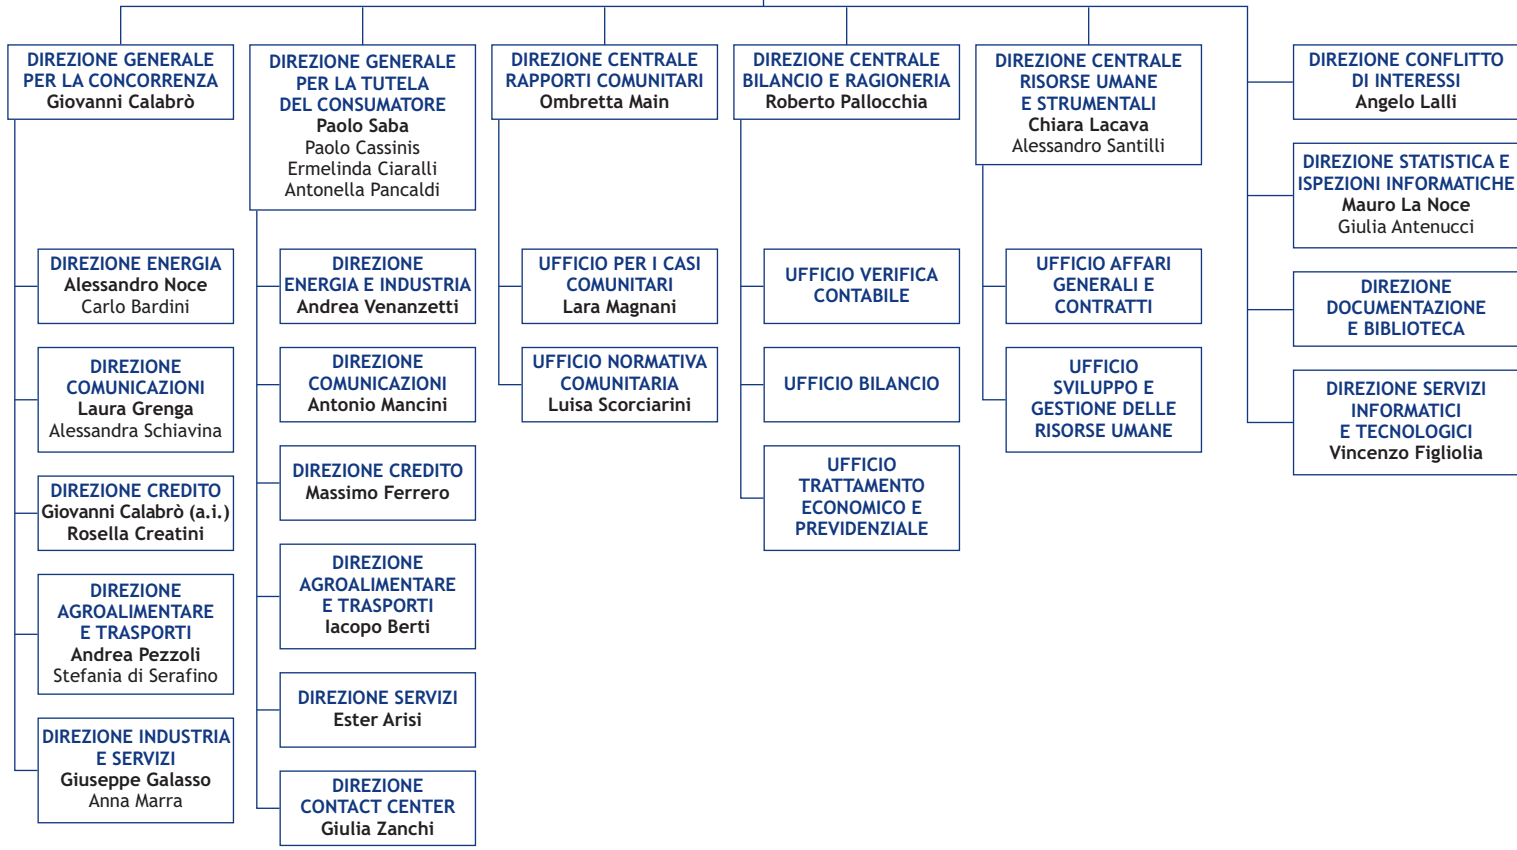 DIREZIONE GENERALE
PER LA CONCORRENZA
Giovanni Calabrò
DIREZIONE ENERGIA
Alessandro Noce
Carlo Bardini
DIREZIONE
COMUNICAZIONI
Laura Grenga
Alessandra Schiavina
DIREZIONE CREDITO
Giovanni Calabrò (a.i.)
Rosella Creatini
DIREZIONE
AGROALIMENTARE
E TRASPORTI
Andrea Pezzoli
Stefania di Serafino
DIREZIONE INDUSTRIA
E SERVIZI
Giuseppe Galasso
Anna Marra
DIREZIONE GENERALE
PER LA TUTELA
DEL CONSUMATORE
Paolo Saba
Paolo Cassinis
Ermelinda Ciaralli
Antonella Pancaldi
DIREZIONE
ENERGIA E INDUSTRIA
Andrea Venanzetti
DIREZIONE
COMUNICAZIONI
Antonio Mancini
DIREZIONE CREDITO
Massimo Ferrero
DIREZIONE
AGROALIMENTARE
E TRASPORTI
Iacopo Berti
DIREZIONE SERVIZI
Ester Arisi
DIREZIONE
CONTACT CENTER
Giulia Zanchi
DIREZIONE CENTRALE
RAPPORTI COMUNITARI
Ombretta Main
UFFICIO PER I CASI
COMUNITARI
Lara Magnani
UFFICIO NORMATIVA
COMUNITARIA
Luisa Scorciarini
DIREZIONE CENTRALE
BILANCIO E RAGIONERIA
Roberto Pallocchia
UFFICIO VERIFICA
CONTABILE
UFFICIO BILANCIO
UFFICIO
TRATTAMENTO
ECONOMICO E
PREVIDENZIALE
DIREZIONE CENTRALE
RISORSE UMANE
E STRUMENTALI
Chiara Lacava
Alessandro Santilli
UFFICIO AFFARI
GENERALI E
CONTRATTI
UFFICIO
SVILUPPO E
GESTIONE DELLE
RISORSE UMANE
DIREZIONE CONFLITTO
DI INTERESSI
Angelo Lalli
DIREZIONE STATISTICA E
ISPEZIONI INFORMATICHE
Mauro La Noce
Giulia Antenucci
DIREZIONE
DOCUMENTAZIONE
E BIBLIOTECA
DIREZIONE SERVIZI
INFORMATICI
E TECNOLOGICI
Vincenzo Figliolia